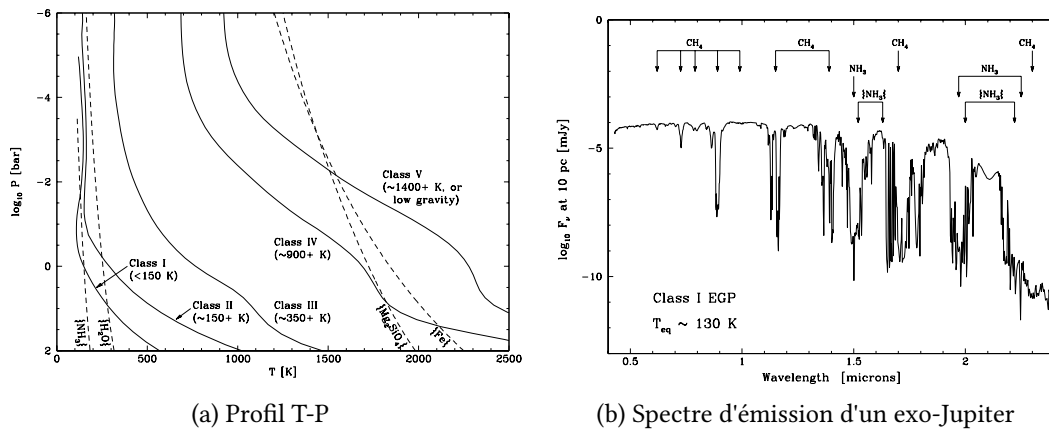 -6
-4
-2
0
2
log₁₀ P [bar]
Class V
(~1400+ K, or
low gravity)
Class IV
(~900+ K)
Class I
(<150 K)
Class II
(~150+ K)
Class III
(~350+ K)
{NH₃}
{H₂O}
{Mg₂SiO₄}
{Fe}
0 500 1000 1500 2000 2500
T [K]
(a) Profil T-P
0
-5
-10
log₁₀ Fᵥ at 10 pc [mJy]
CH₄ CH₄ CH₄ CH₄
NH₃ NH₃
{NH₃} {NH₃}
Class I EGP
T_eq ~ 130 K
0.5 1 1.5 2
Wavelength [microns]
(b) Spectre d'émission d'un exo-Jupiter